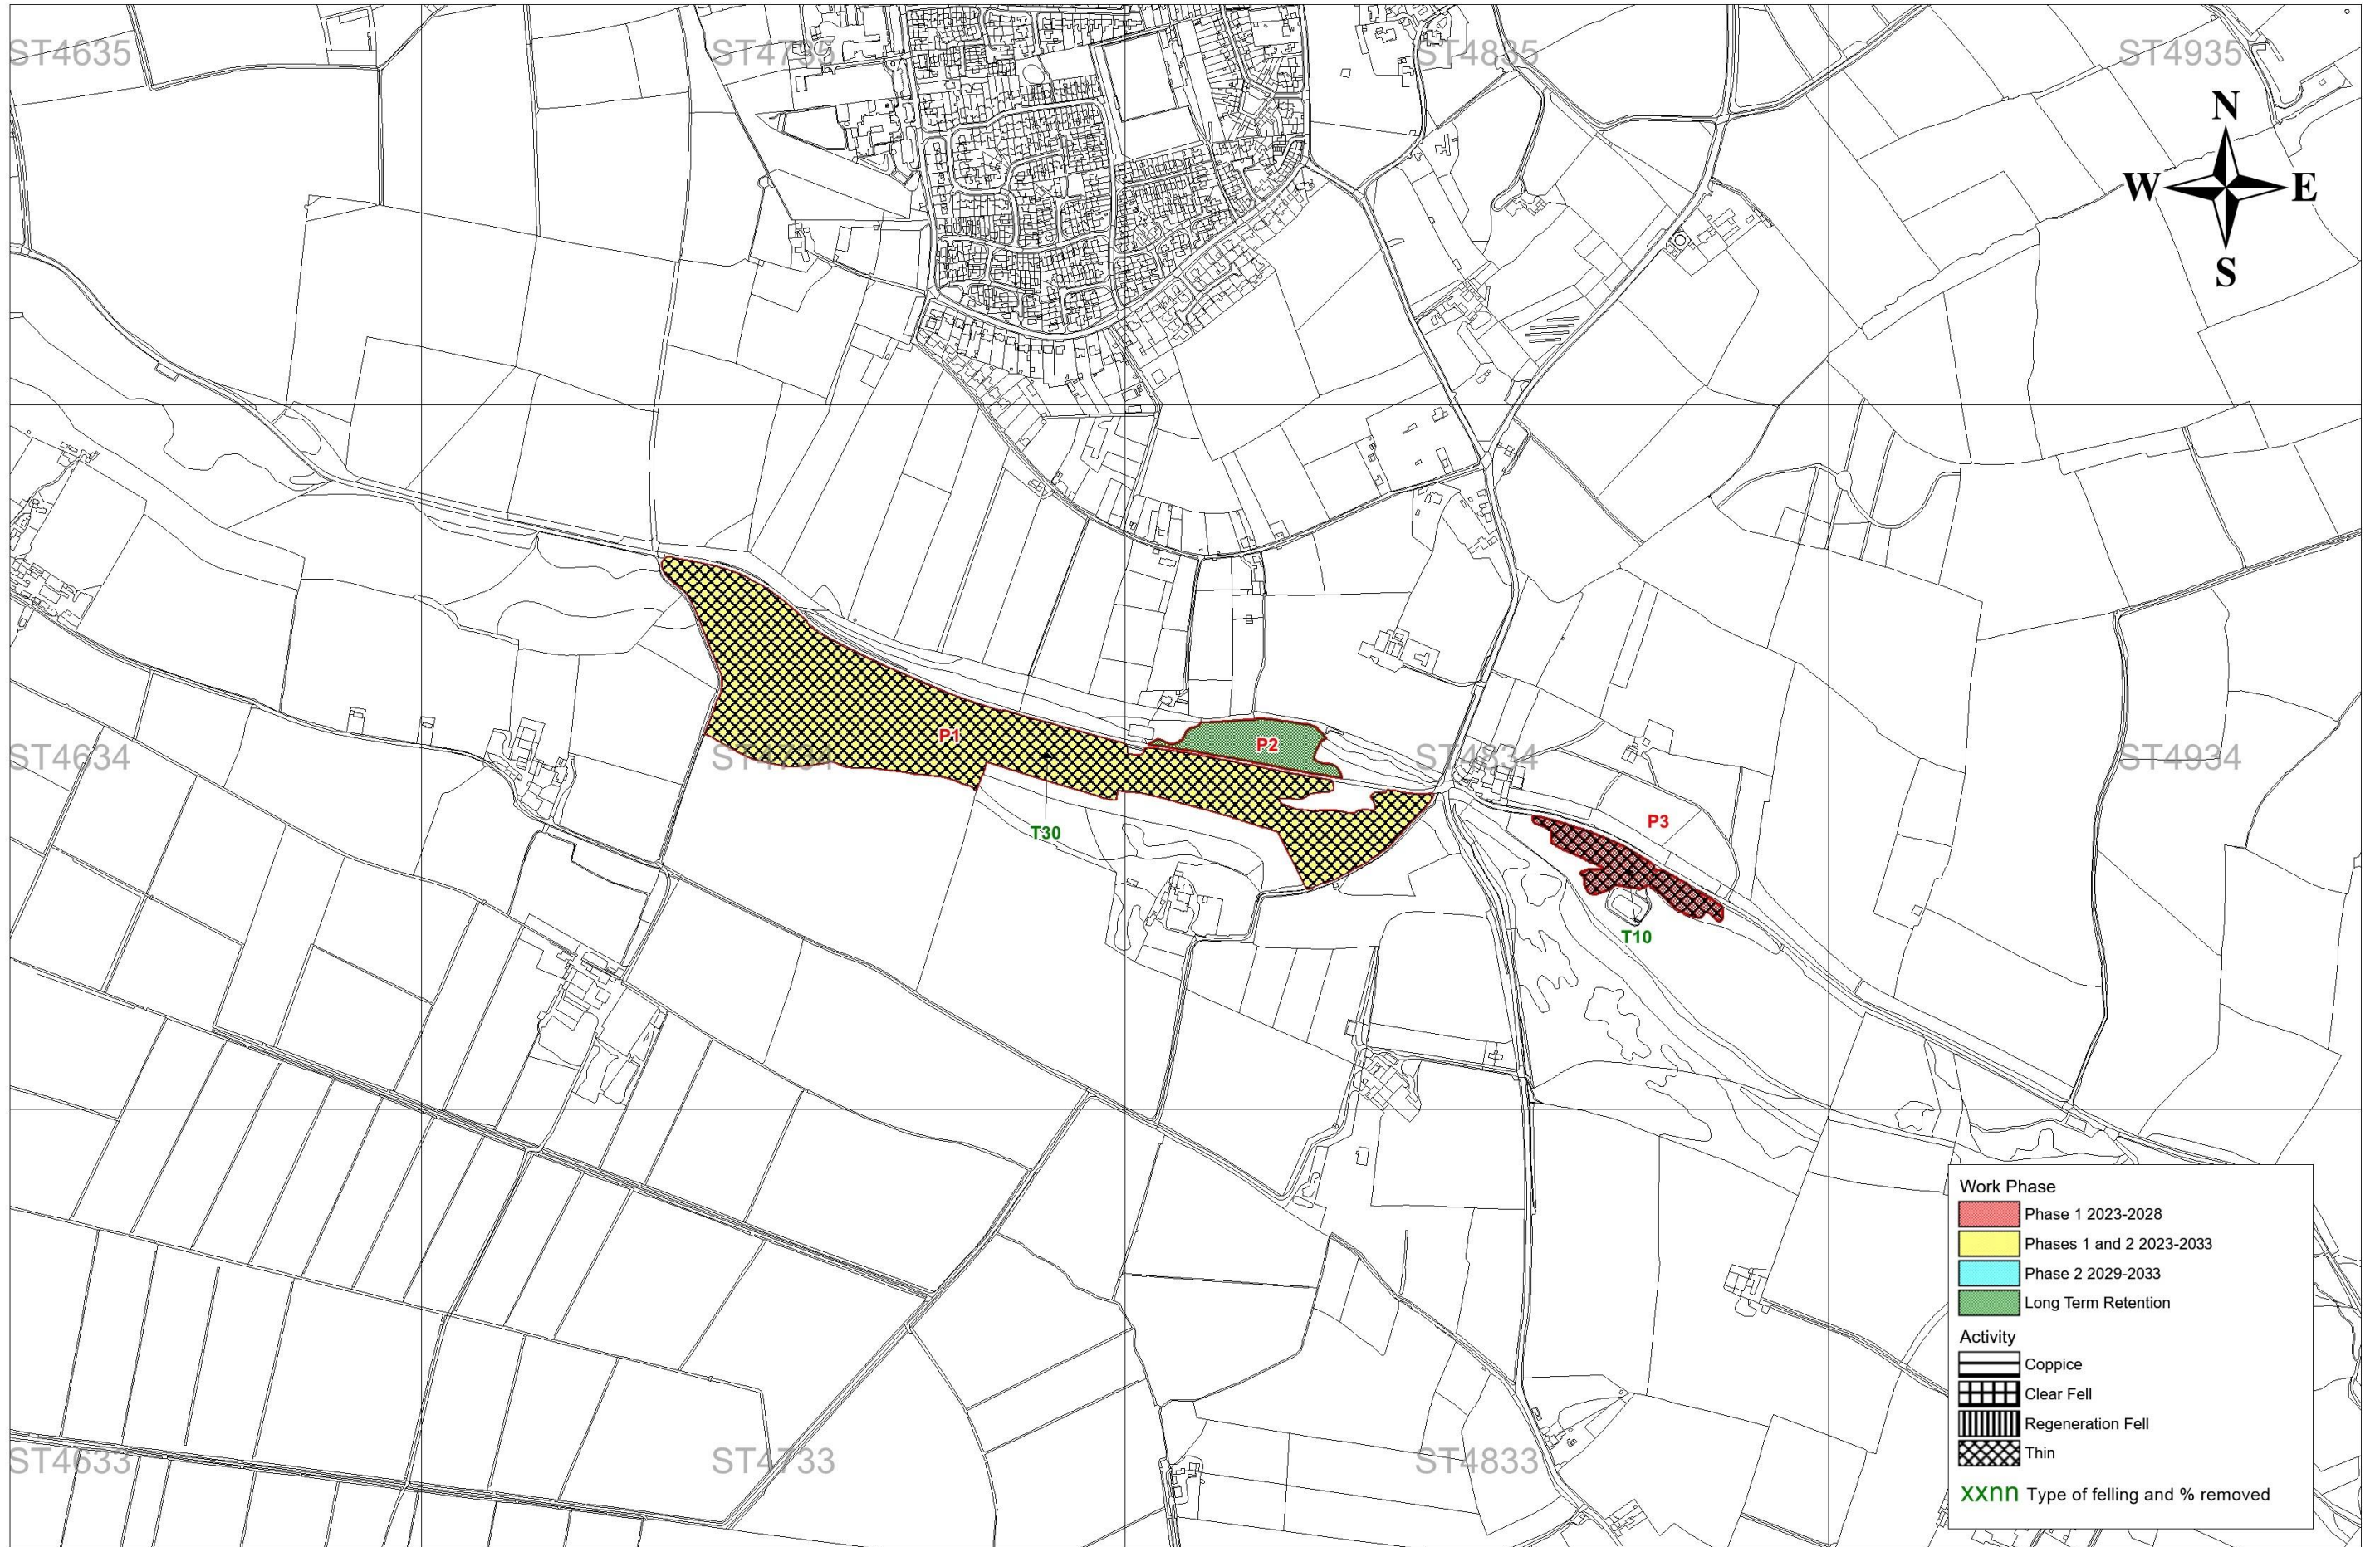 ST4635
ST4735
ST4835
ST4935
N
W
E
S
P1
P2
ST4634
ST4734
ST4834
ST4934
T30
P3
T10
Work Phase
Phase 1 2023-2028
Phases 1 and 2 2023-2033
Phase 2 2029-2033
Long Term Retention
Activity
Coppice
Clear Fell
Regeneration Fell
Thin
xxnn Type of felling and % removed
ST4633
ST4733
ST4833